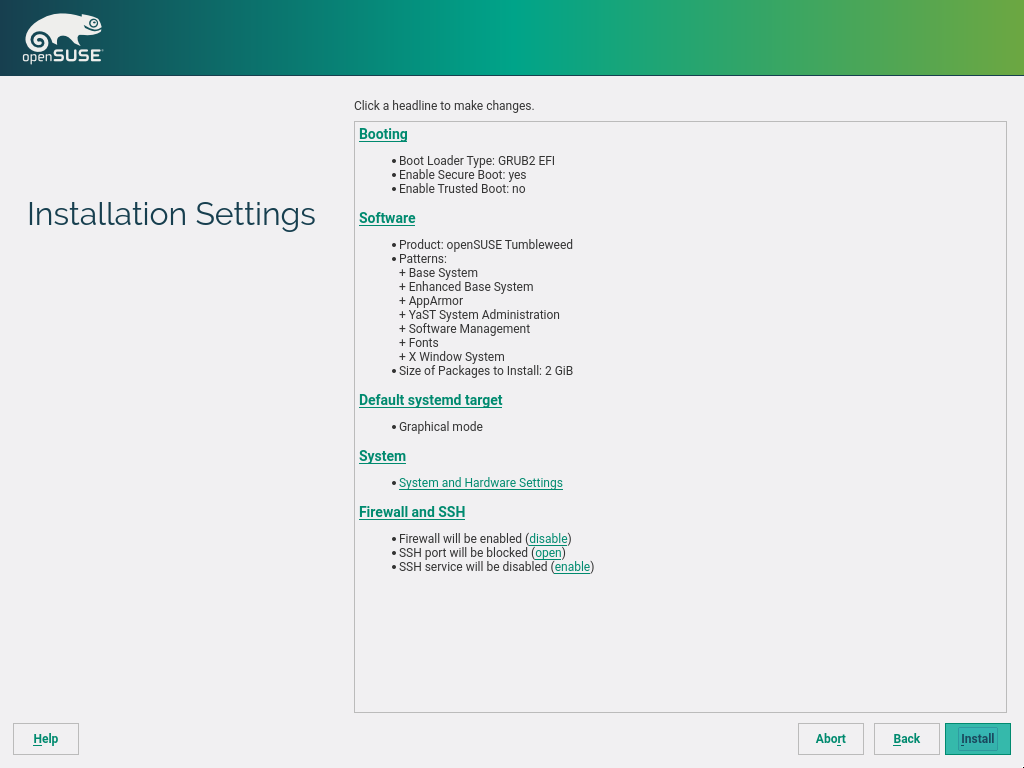 openSUSE
Click a headline to make changes.
Installation Settings
Booting
• Boot Loader Type: GRUB2 EFI
• Enable Secure Boot: yes
• Enable Trusted Boot: no
Software
• Product: openSUSE Tumbleweed
• Patterns:
+ Base System
+ Enhanced Base System
+ AppArmor
+ YaST System Administration
+ Software Management
+ Fonts
+ X Window System
• Size of Packages to Install: 2 GiB
Default systemd target
• Graphical mode
System
• System and Hardware Settings
Firewall and SSH
• Firewall will be enabled (disable)
• SSH port will be blocked (open)
• SSH service will be disabled (enable)
Help
Abort
Back
Install